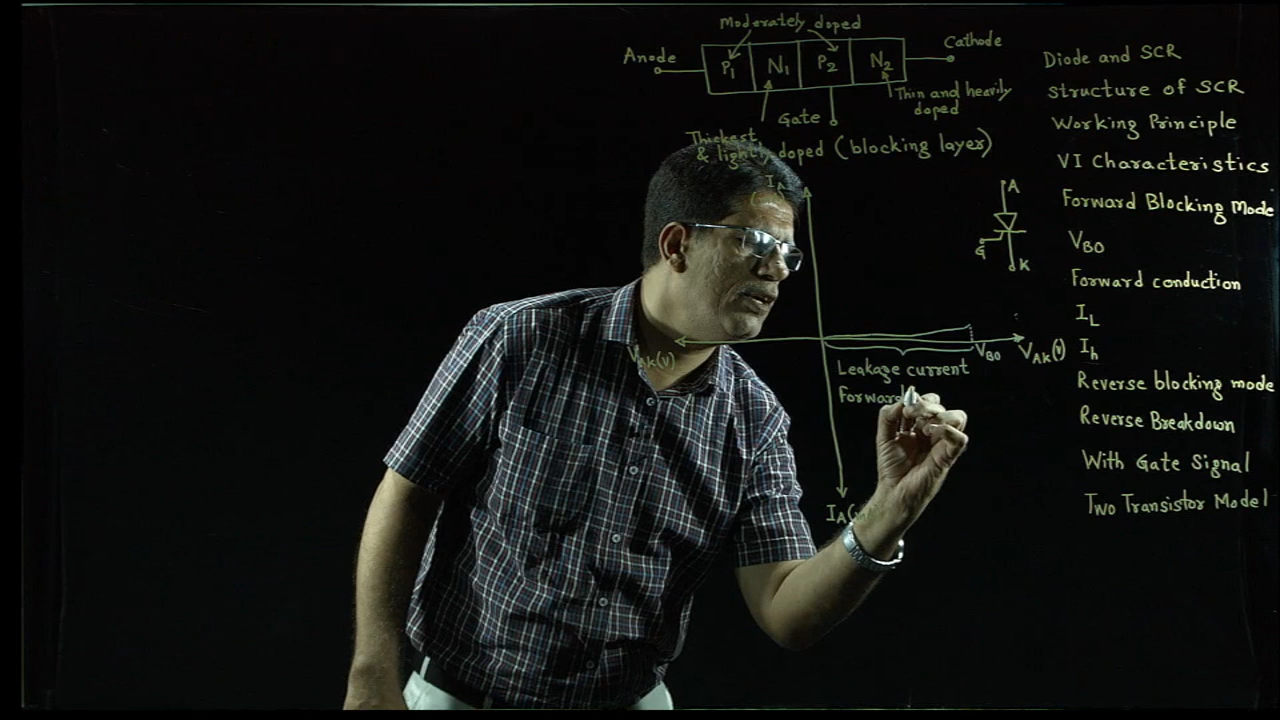 Moderately doped
Anode
P1 N1 P2 N2
Cathode
Thin and heavily
doped
Gate
Thickest
& lightly doped (blocking layer)
A
G
K
VAK(V)
VBO
VAK(V)
Leakage current
Forward
IA(
Diode and SCR
Structure of SCR
Working Principle
VI Characteristics
Forward Blocking Mode
VBO
Forward conduction
IL
Ih
Reverse blocking mode
Reverse Breakdown
With Gate Signal
Two Transistor Model